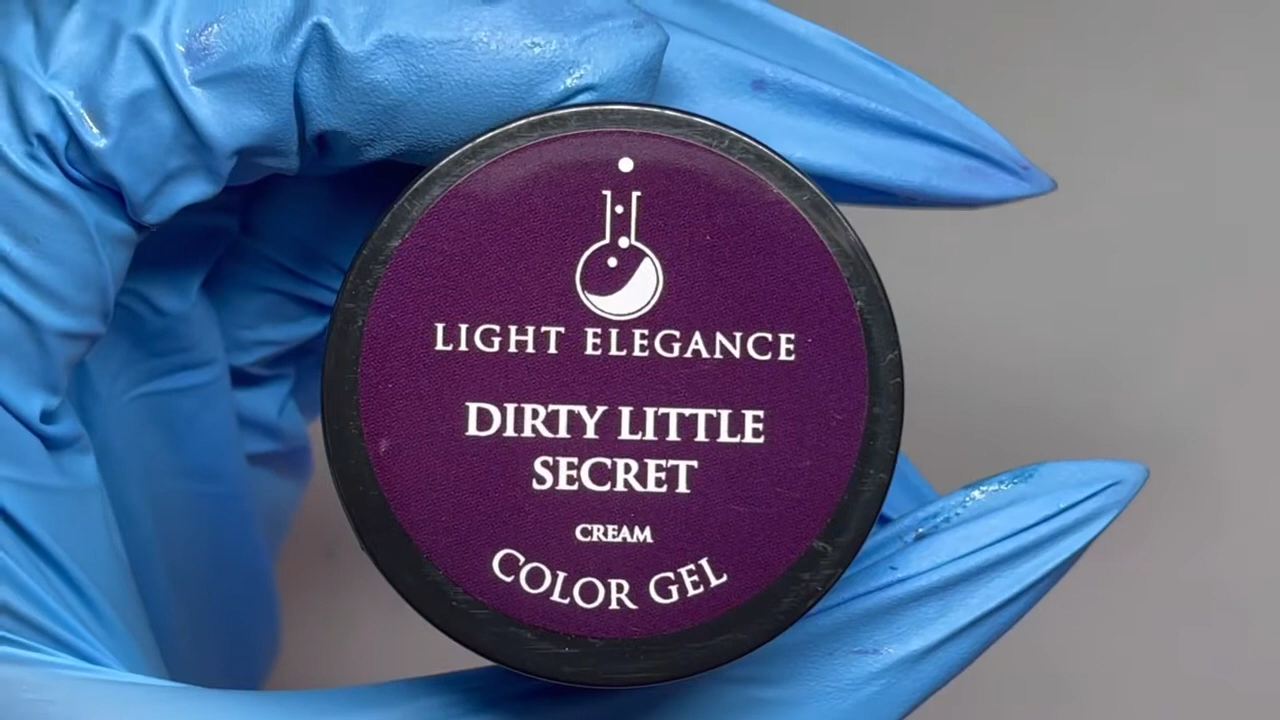 LIGHT ELEGANCE
DIRTY LITTLE
SECRET
CREAM
COLOR GEL